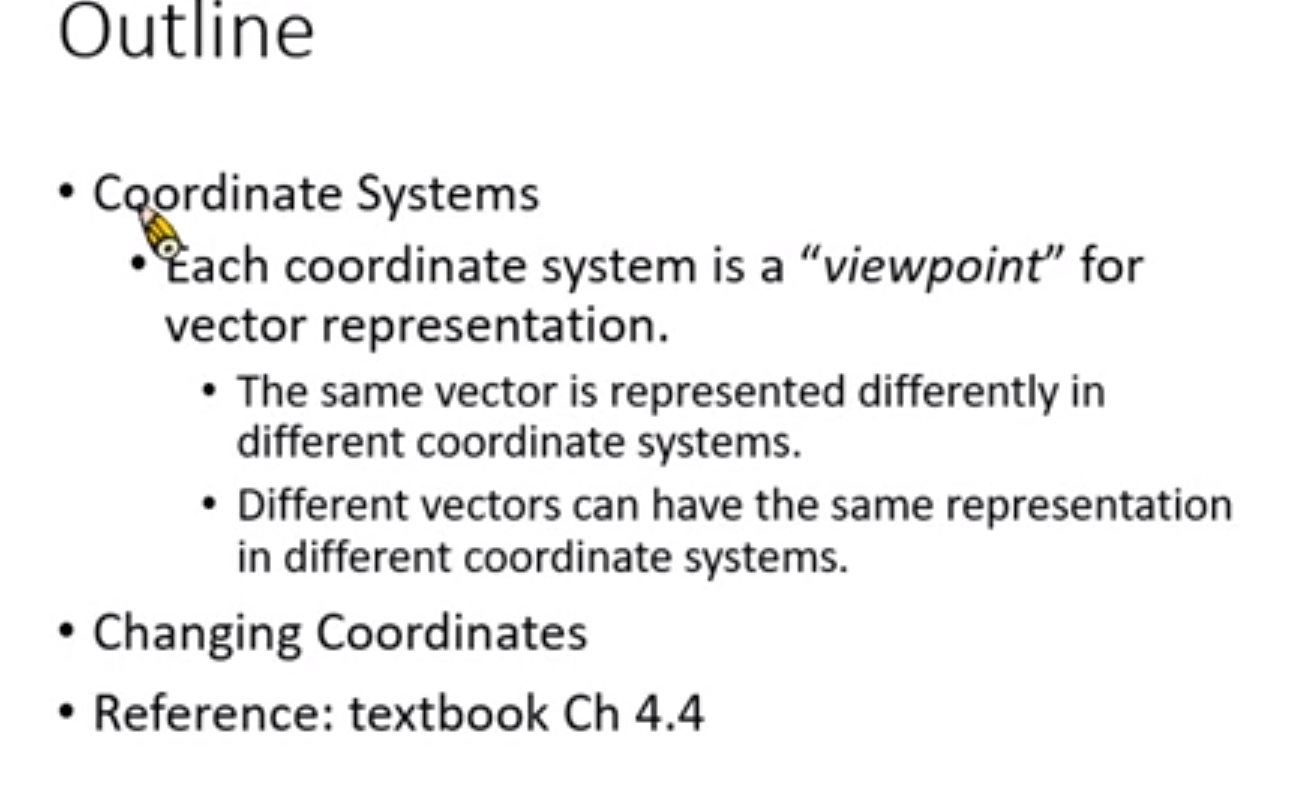 Outline
• Coordinate Systems
• Each coordinate system is a “viewpoint” for
vector representation.
• The same vector is represented differently in
different coordinate systems.
• Different vectors can have the same representation
in different coordinate systems.
• Changing Coordinates
• Reference: textbook Ch 4.4